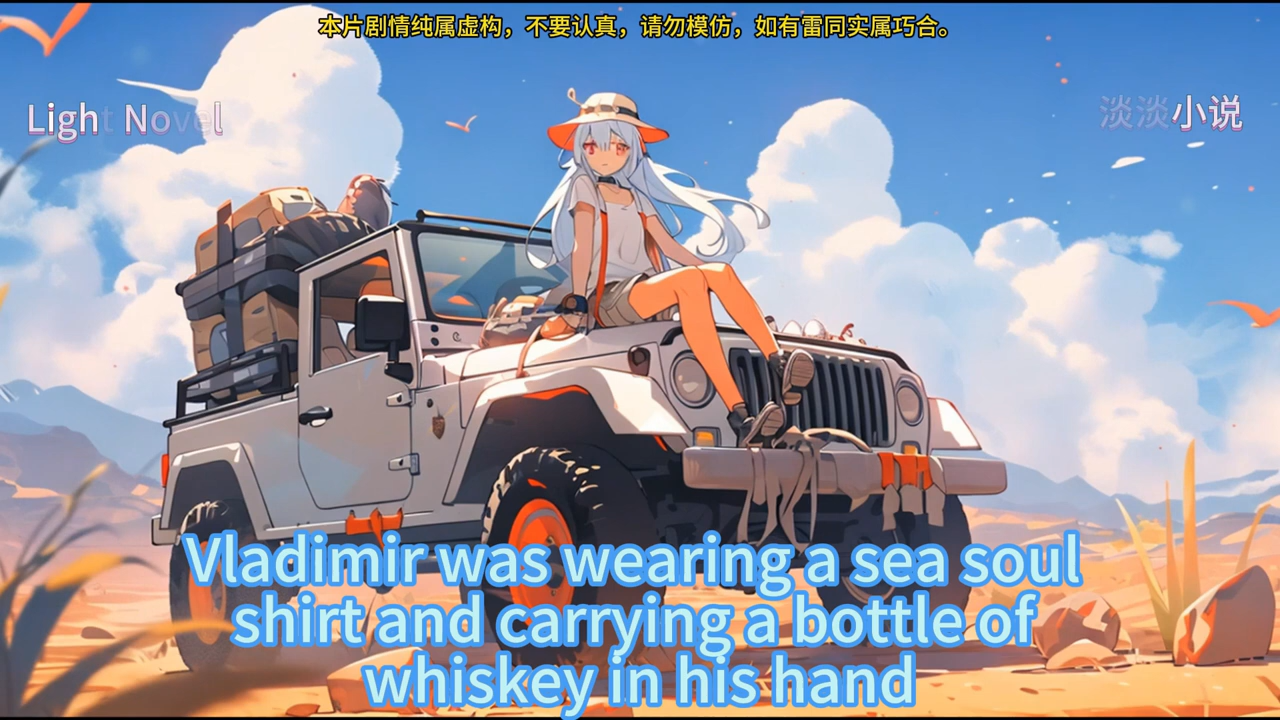 本片剧情纯属虚构，不要认真，请勿模仿，如有雷同实属巧合。
Light Novel
淡淡小说
Vladimir was wearing a sea soul
shirt and carrying a bottle of
whiskey in his hand